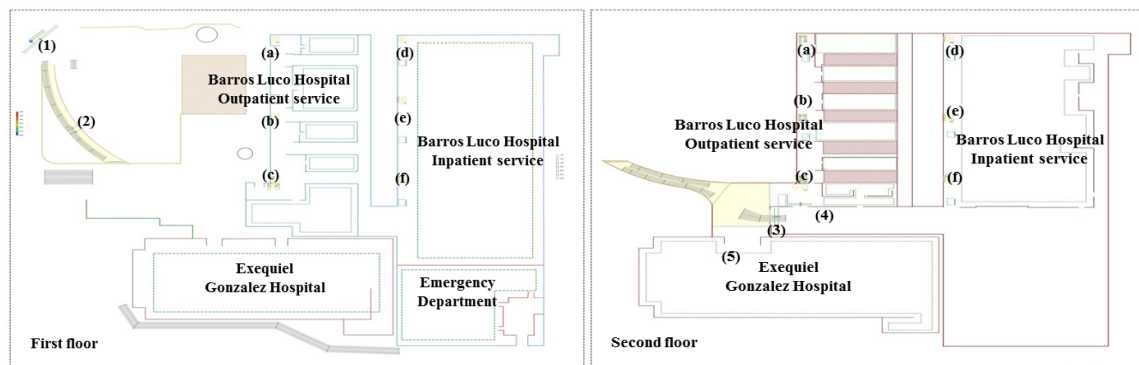 (1)
(a)
(d)
Barros Luco Hospital
Outpatient service
(2)
(b)
(e)
Barros Luco Hospital
Inpatient service
(c)
(f)
Exequiel
Gonzalez Hospital
Emergency
Department
First floor
(a)
(d)
(b)
(e)
Barros Luco Hospital
Outpatient service
Barros Luco Hospital
Inpatient service
(c)
(f)
(4)
(3)
(5)
Exequiel
Gonzalez Hospital
Second floor